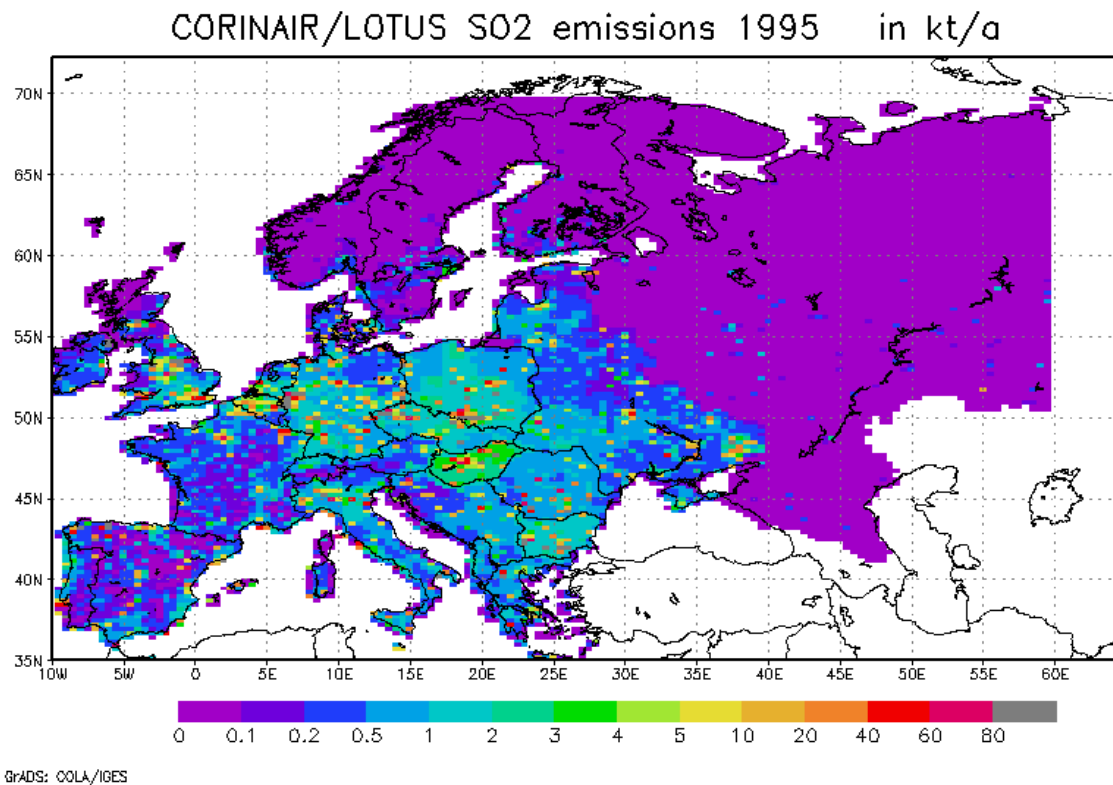 CORINAIR/LOTUS SO2 emissions 1995 in kt/a
70N
65N
60N
55N
50N
45N
40N
35N
10W 5W 0 5E 10E 15E 20E 25E 30E 35E 40E 45E 50E 55E 60E
0 0.1 0.2 0.5 1 2 3 4 5 10 20 40 60 80
GrADS: COLA/IGES